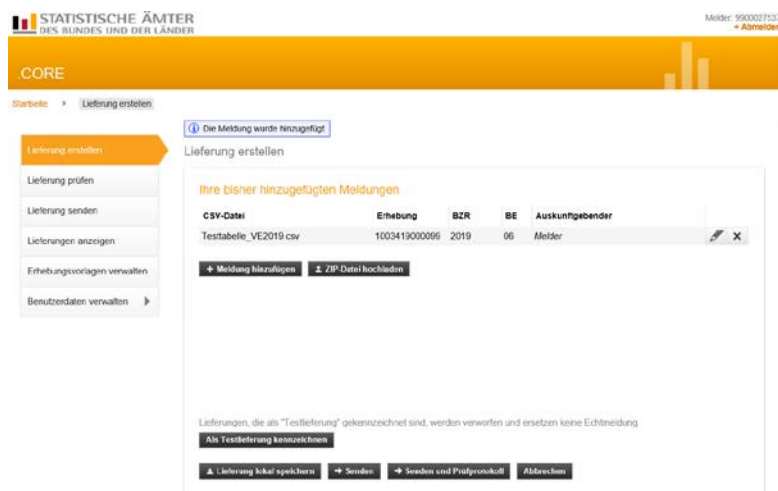 STATISTISCHE ÄMTER
DES BUNDES UND DER LÄNDER
Melder: 990002753
Abmelden
.CORE
Startseite Lieferung erstellen
Die Meldung wurde hinzugefügt
Lieferung erstellen
Lieferung erstellen
Lieferung prüfen
Lieferung senden
Lieferungen anzeigen
Erhebungsvorlagen verwalten
Benutzerdaten verwalten
Ihre bisher hinzugefügten Meldungen
CSV-Datei Erhebung BZR BE Auskunftgebender
Testtabelle_VE2019.csv 1003419000099 2019 06 Melder
+ Meldung hinzufügen ZIP-Datei hochladen
Lieferungen, die als "Testlieferung" gekennzeichnet sind, werden verworfen und ersetzen keine Echtmeldung.
Als Testlieferung kennzeichnen
Lieferung lokal speichern Senden Senden und Prüfprotokoll Abbrechen